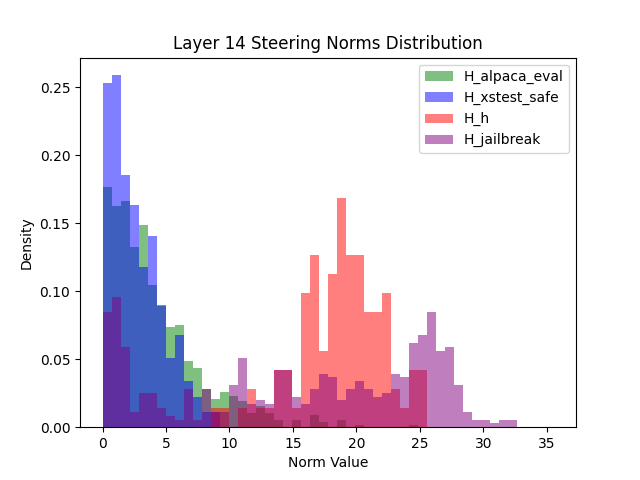 Layer 14 Steering Norms Distribution
H_alpaca_eval
H_xstest_safe
H_h
H_jailbreak
Density
0.25
0.20
0.15
0.10
0.05
0.00
0 5 10 15 20 25 30 35
Norm Value